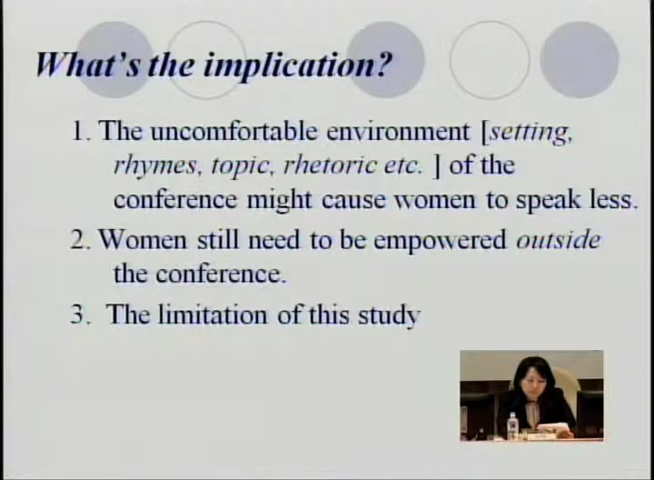 What's the implication?
1. The uncomfortable environment [setting,
rhymes, topic, rhetoric etc. ] of the
conference might cause women to speak less.
2. Women still need to be empowered outside
the conference.
3. The limitation of this study